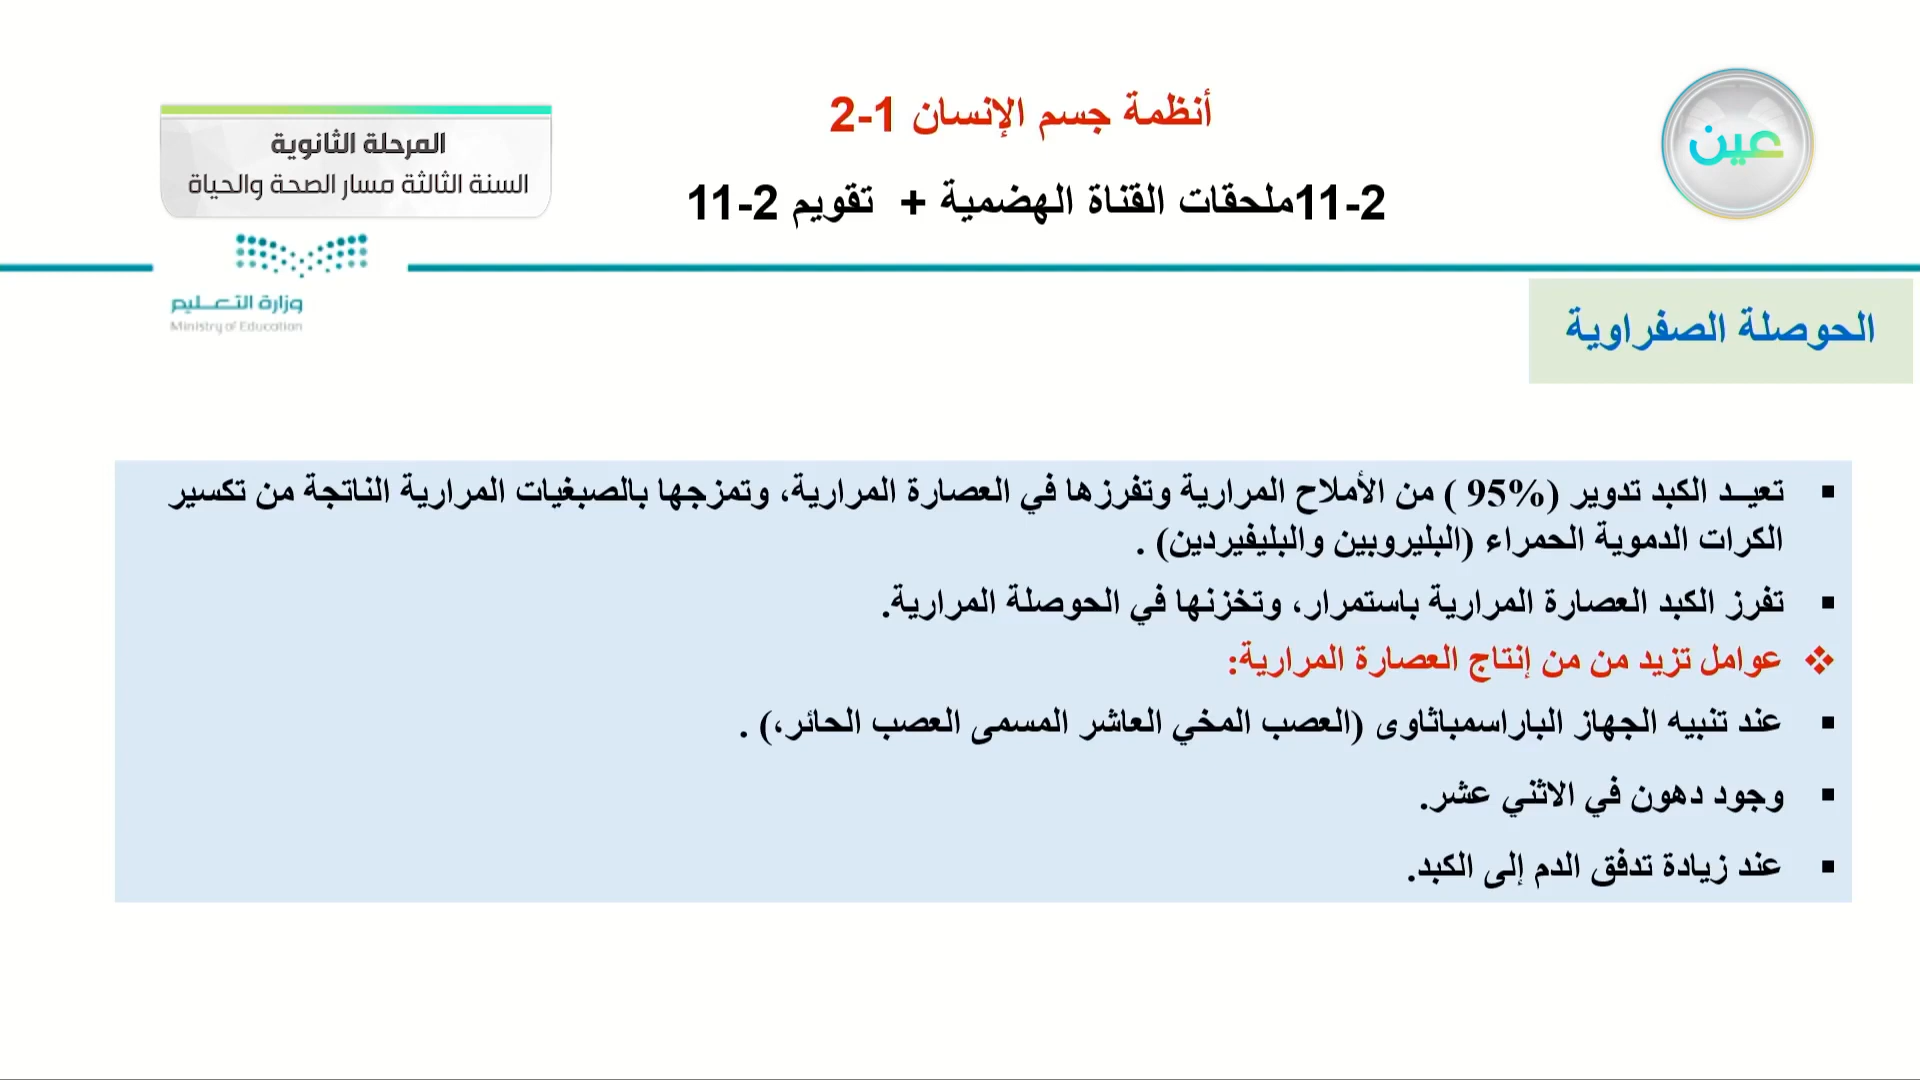 أنظمة جسم الإنسان 1-2
المرحلة الثانوية
السنة الثالثة مسار الصحة والحياة
عين
11-2ملحقات القناة الهضمية + تقويم 2-11
وزارة التعـــليم
Ministry of Education
الحوصلة الصفراوية
تعيـــد الكبد تدوير (95% ) من الأملاح المرارية وتفرزها في العصارة المرارية، وتمزجها بالصبغيات المرارية الناتجة من تكسير
الكرات الدموية الحمراء (البليروبين والبليفيردين) .
تفرز الكبد العصارة المرارية باستمرار، وتخزنها في الحوصلة المرارية.
عوامل تزيد من من إنتاج العصارة المرارية:
عند تنبيه الجهاز الباراسمباثاوى (العصب المخي العاشر المسمى العصب الحائر،) .
وجود دهون في الاثني عشر.
عند زيادة تدفق الدم إلى الكبد.